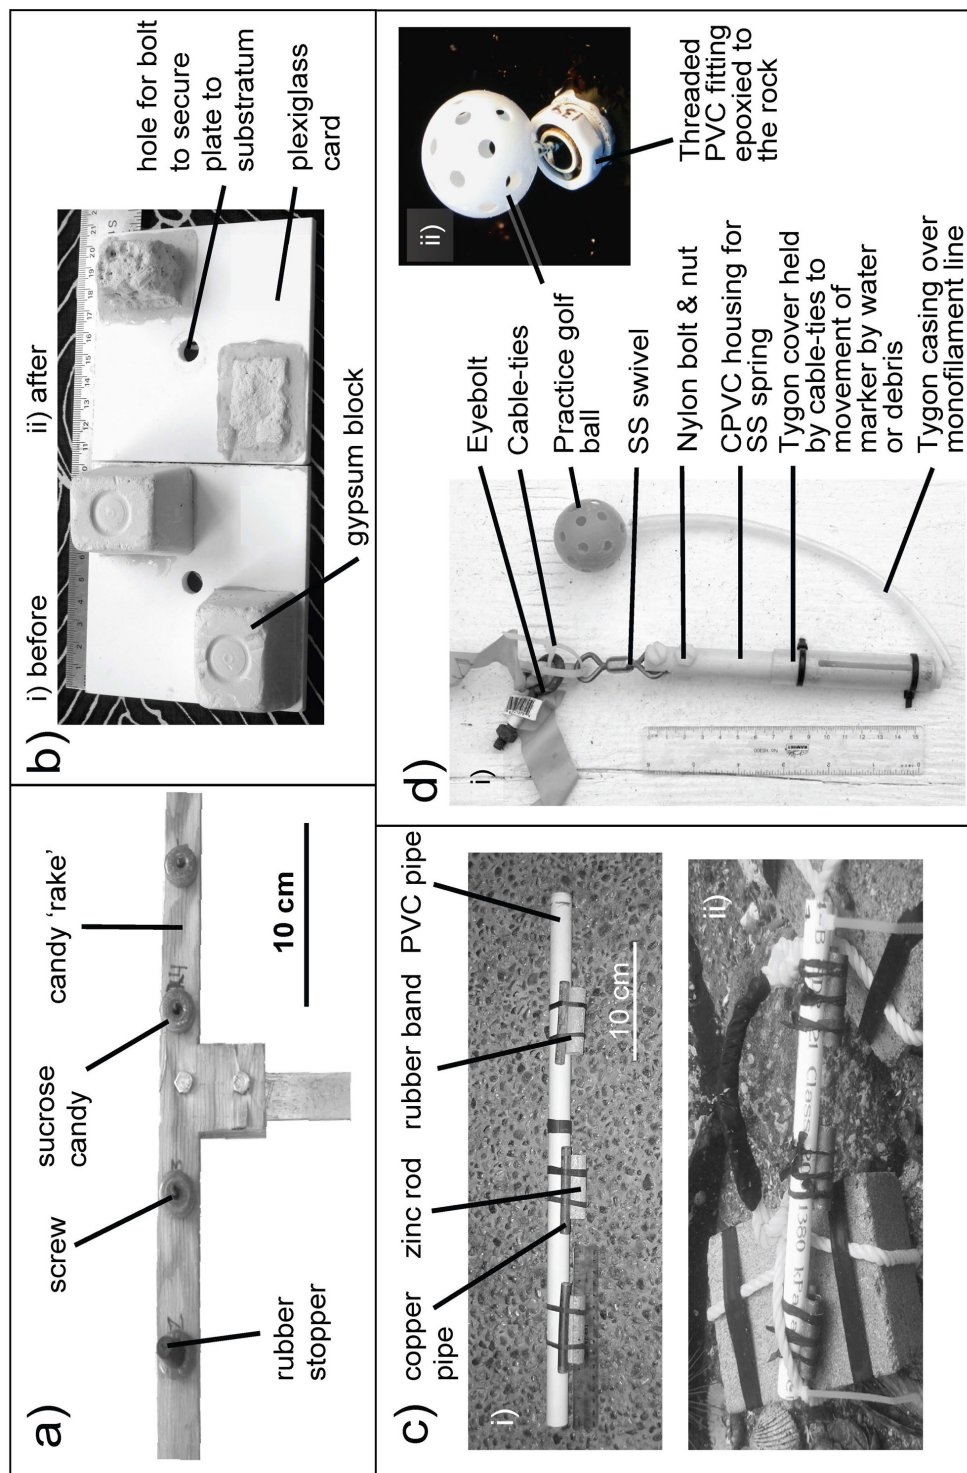 a)
screw
sucrose
candy
candy ‘rake’
rubber
stopper
10 cm
b)
i) before
ii) after
gypsum block
hole for bolt
to secure
plate to
substratum
plexiglass
card
c)
i)
copper
pipe
zinc rod
rubber band
PVC pipe
10 cm
ii)
21 Class
1380 kPa
d)
i)
Eyebolt
Cable-ties
Practice golf
ball
SS swivel
Nylon bolt & nut
CPVC housing for
SS spring
Tygon cover held
by cable-ties to
movement of
marker by water
or debris
Tygon casing over
monofilament line
ii)
Threaded
PVC fitting
epoxied to
the rock